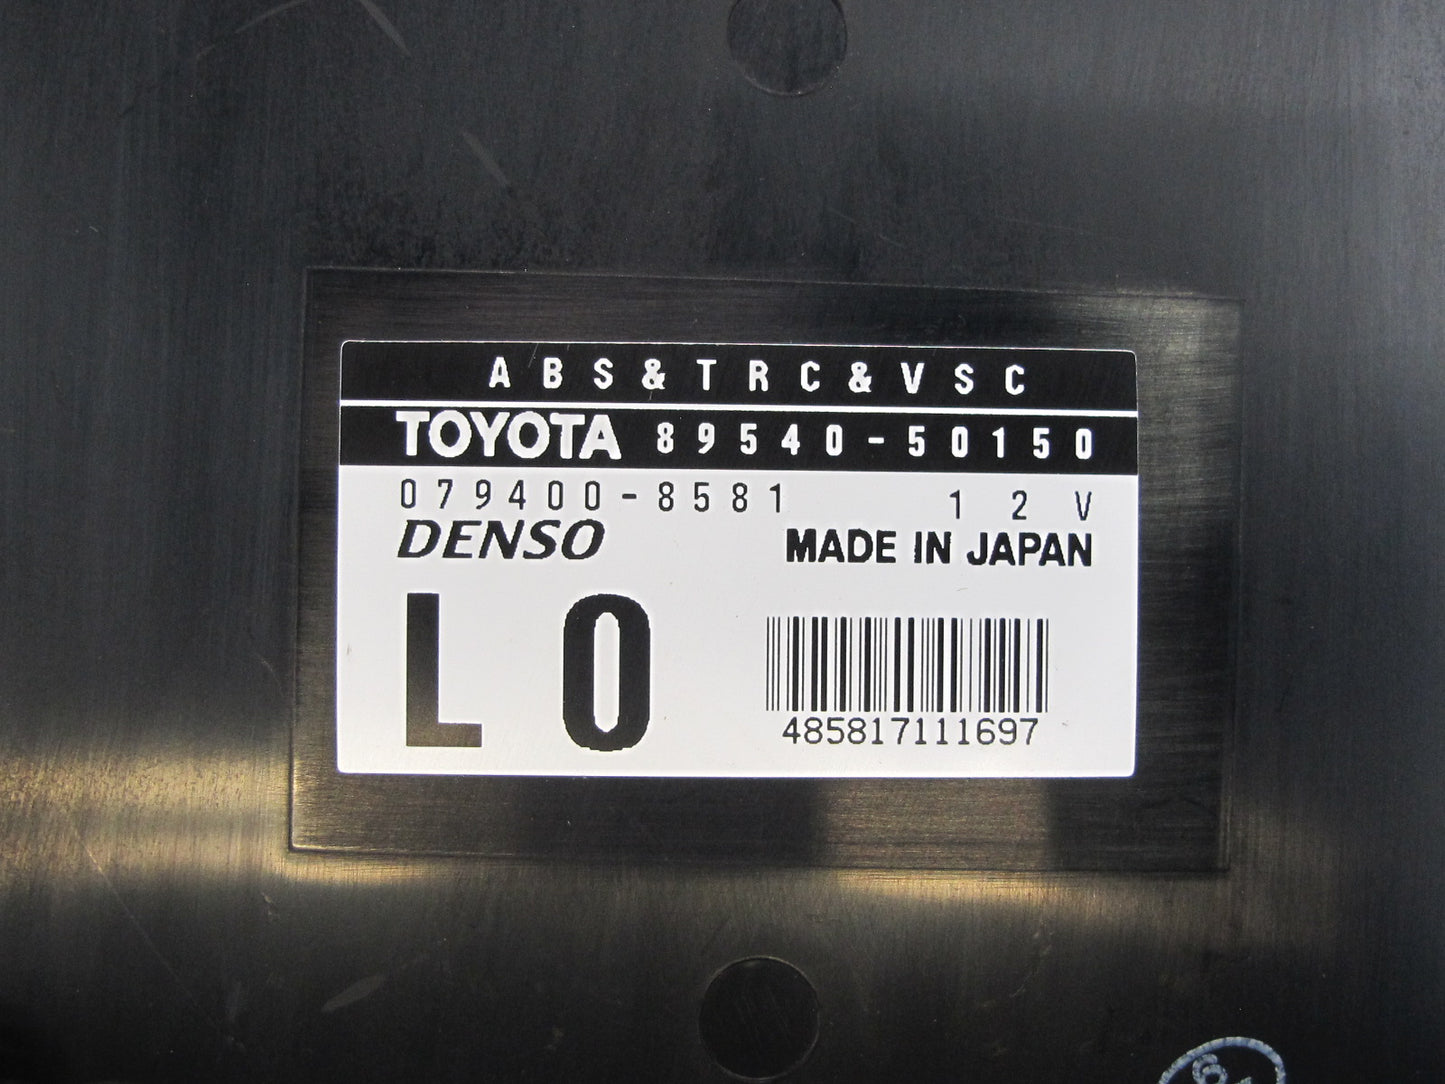 ABS&TRC&VSC
TOYOTA 89540-50150
079400-8581 12V
DENSO MADE IN JAPAN
L0
485817111697